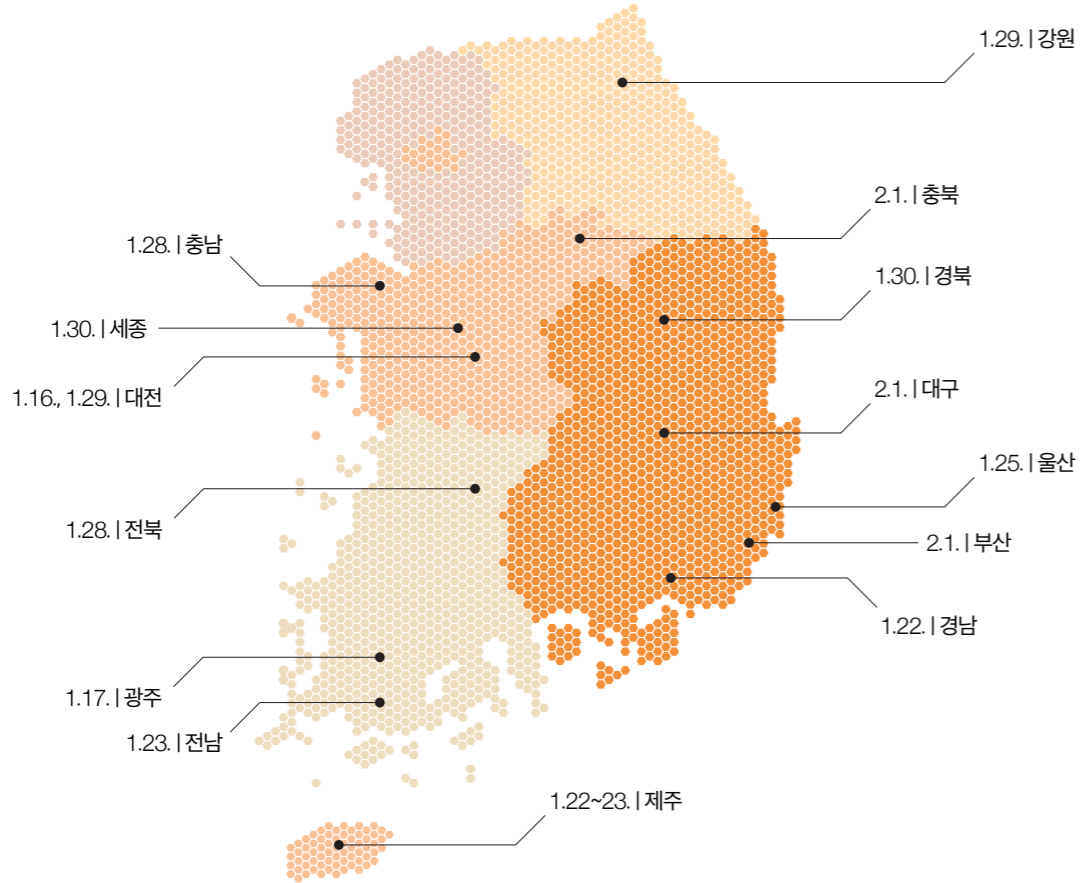 1.29. | 강원
2.1. | 충북
1.28. | 충남
1.30. | 경북
1.30. | 세종
1.16., 1.29. | 대전
2.1. | 대구
1.25. | 울산
1.28. | 전북
2.1. | 부산
1.22. | 경남
1.17. | 광주
1.23. | 전남
1.22~23. | 제주